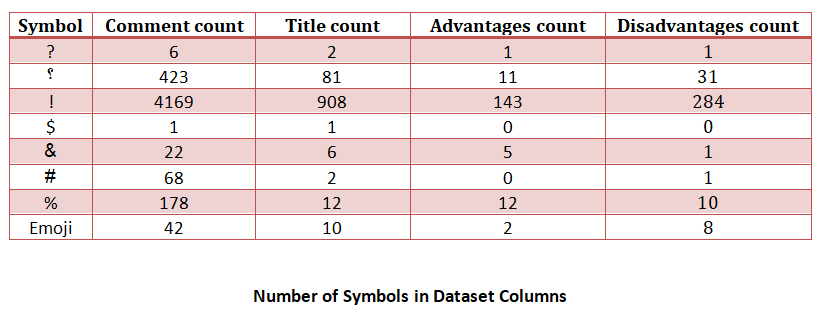 Symbol Comment count Title count Advantages count Disadvantages count
? 6 2 1 1
؟ 423 81 11 31
! 4169 908 143 284
$ 1 1 0 0
& 22 6 5 1
# 68 2 0 1
% 178 12 12 10
Emoji 42 10 2 8
Number of Symbols in Dataset Columns